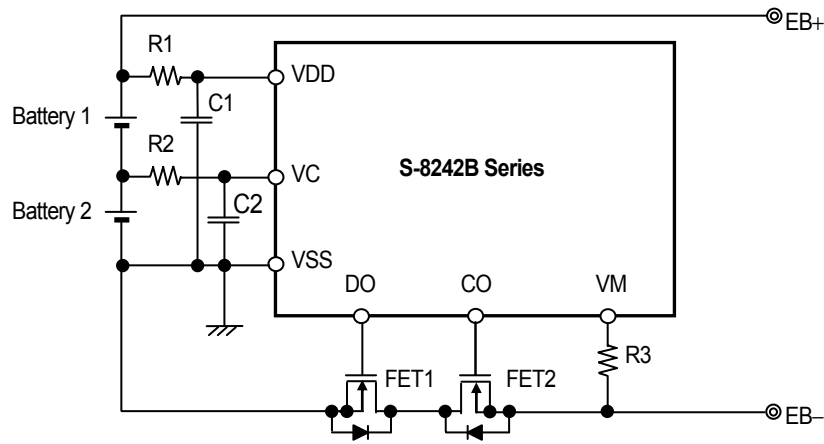 EB+
R1
VDD
C1
Battery 1
R2
VC
S-8242B Series
C2
Battery 2
VSS
DO
CO
VM
R3
FET1
FET2
EB−